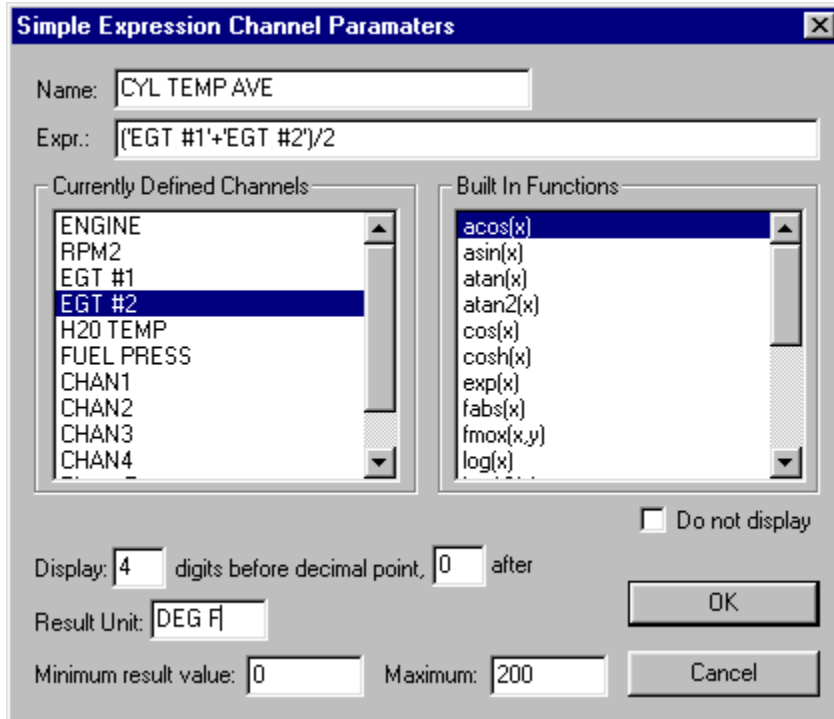 Simple Expression Channel Paramaters
Name: CYL TEMP AVE
Expr.: ('EGT #1'+'EGT #2')/2
Currently Defined Channels
ENGINE
RPM2
EGT #1
EGT #2
H20 TEMP
FUEL PRESS
CHAN1
CHAN2
CHAN3
CHAN4
Built In Functions
acos(x)
asin(x)
atan(x)
atan2(x)
cos(x)
cosh(x)
exp(x)
fabs(x)
fmox(x,y)
log(x)
Do not display
Display: 4 digits before decimal point, 0 after
Result Unit: DEG F
OK
Minimum result value: 0 Maximum: 200
Cancel